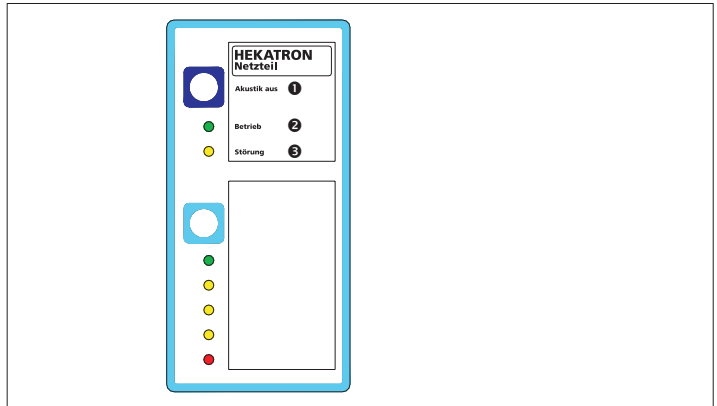 HEKATRON
Netzteil
Akustik aus ❶
Betrieb ❷
Störung ❸